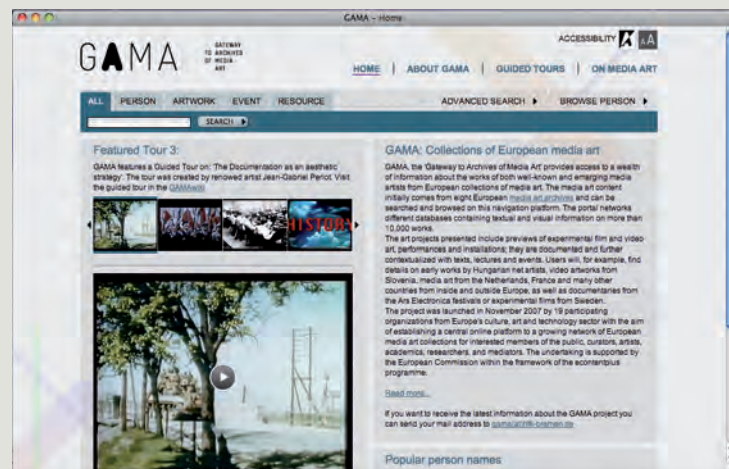 GAMA – Home
GAMA
GATEWAY
TO ARCHIVES
OF MEDIA
ART
ACCESSIBILITY
A A
HOME | ABOUT GAMA | GUIDED TOURS | ON MEDIA ART
ALL PERSON ARTWORK EVENT RESOURCE ADVANCED SEARCH BROWSE PERSON
SEARCH
Featured Tour 3:
GAMA features a Guided Tour on: 'The Documentation as an aesthetic
strategy'. The tour was created by renowed artist Jean-Gabriel Periot. Visit
the guided tour in the GAMAwiki
HISTORY
GAMA: Collections of European media art
GAMA, the 'Gateway to Archives of Media Art' provides access to a wealth
of information about the works of both well-known and emerging media
artists from European collections of media art. The media art content
initially comes from eight European media art archives and can be
searched and browsed on this navigation platform. The portal networks
different databases containing textual and visual information on more than
10,000 works.
The art projects presented include previews of experimental film and video
art, performances and installations; they are documented and further
contextualized with texts, lectures and events. Users will, for example, find
details on early works by Hungarian net artists, video artworks from
Slovenia, media art from the Netherlands, France and many other
countries from inside and outside Europe, as well as documentaries from
the Ars Electronica festivals or experimental films from Sweden.
The project was launched in November 2007 by 19 participating
organizations from Europe's culture, art and technology sector with the aim
of establishing a central online platform to a growing network of European
media art collections for interested members of the public, curators, artists,
academics, researchers, and mediators. The undertaking is supported by
the European Commission within the framework of the econtentplus
programme.
Read more...
If you want to receive the latest information about the GAMA project you
can send your mail address to
Popular person names